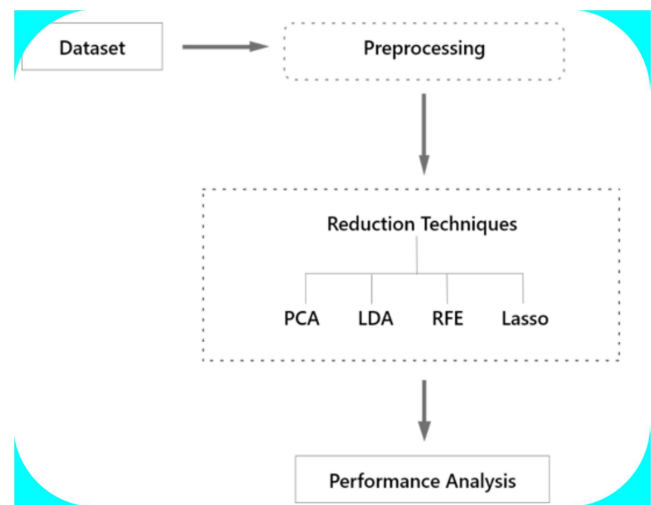 Dataset
Preprocessing
Reduction Techniques
PCA LDA RFE Lasso
Performance Analysis